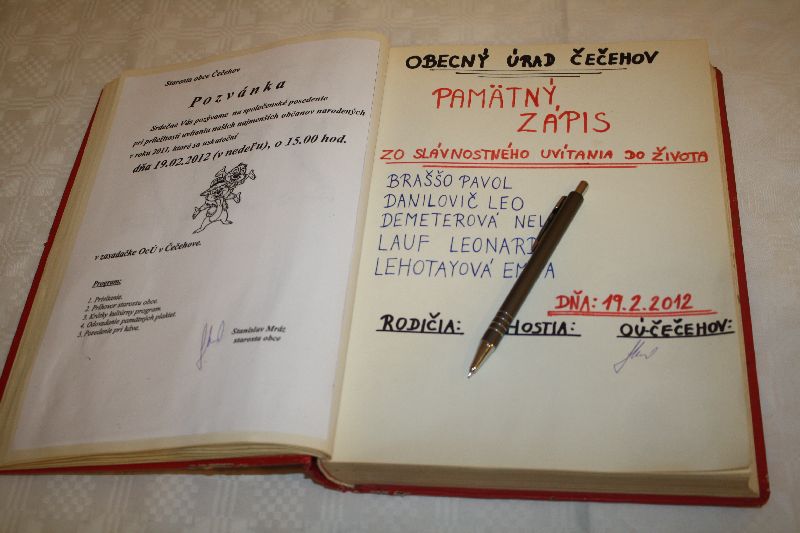 Starosta obce Čečehov
Pozvánka
Srdečne Vás pozývame na spoločenské posedenie
pri príležitosti uvítania našich najmenších občanov narodených
v roku 2011, ktoré sa uskutoční
dňa 19.02.2012 (v nedeľu), o 15.00 hod.
v zasadačke OcÚ v Čečehove.
Program:
1. Privítanie.
2. Príhovor starostu obce.
3. Krátky kultúrny program.
4. Odovzdanie pamätných plakiet.
5. Posedenie pri káve.
Stanislav Mrdz
starosta obce
OBECNÝ ÚRAD ČEČEHOV
PAMÄTNÝ
ZÁPIS
ZO SLÁVNOSTNÉHO UVÍTANIA DO ŽIVOTA
BRAŠŠO PAVOL
DANILOVIČ LEO
DEMETEROVÁ
LAUF LEONARD
LEHOTAYOVÁ
DŇA: 19.2.2012
RODIČIA: HOSTIA: OÚ-ČEČEHOV: